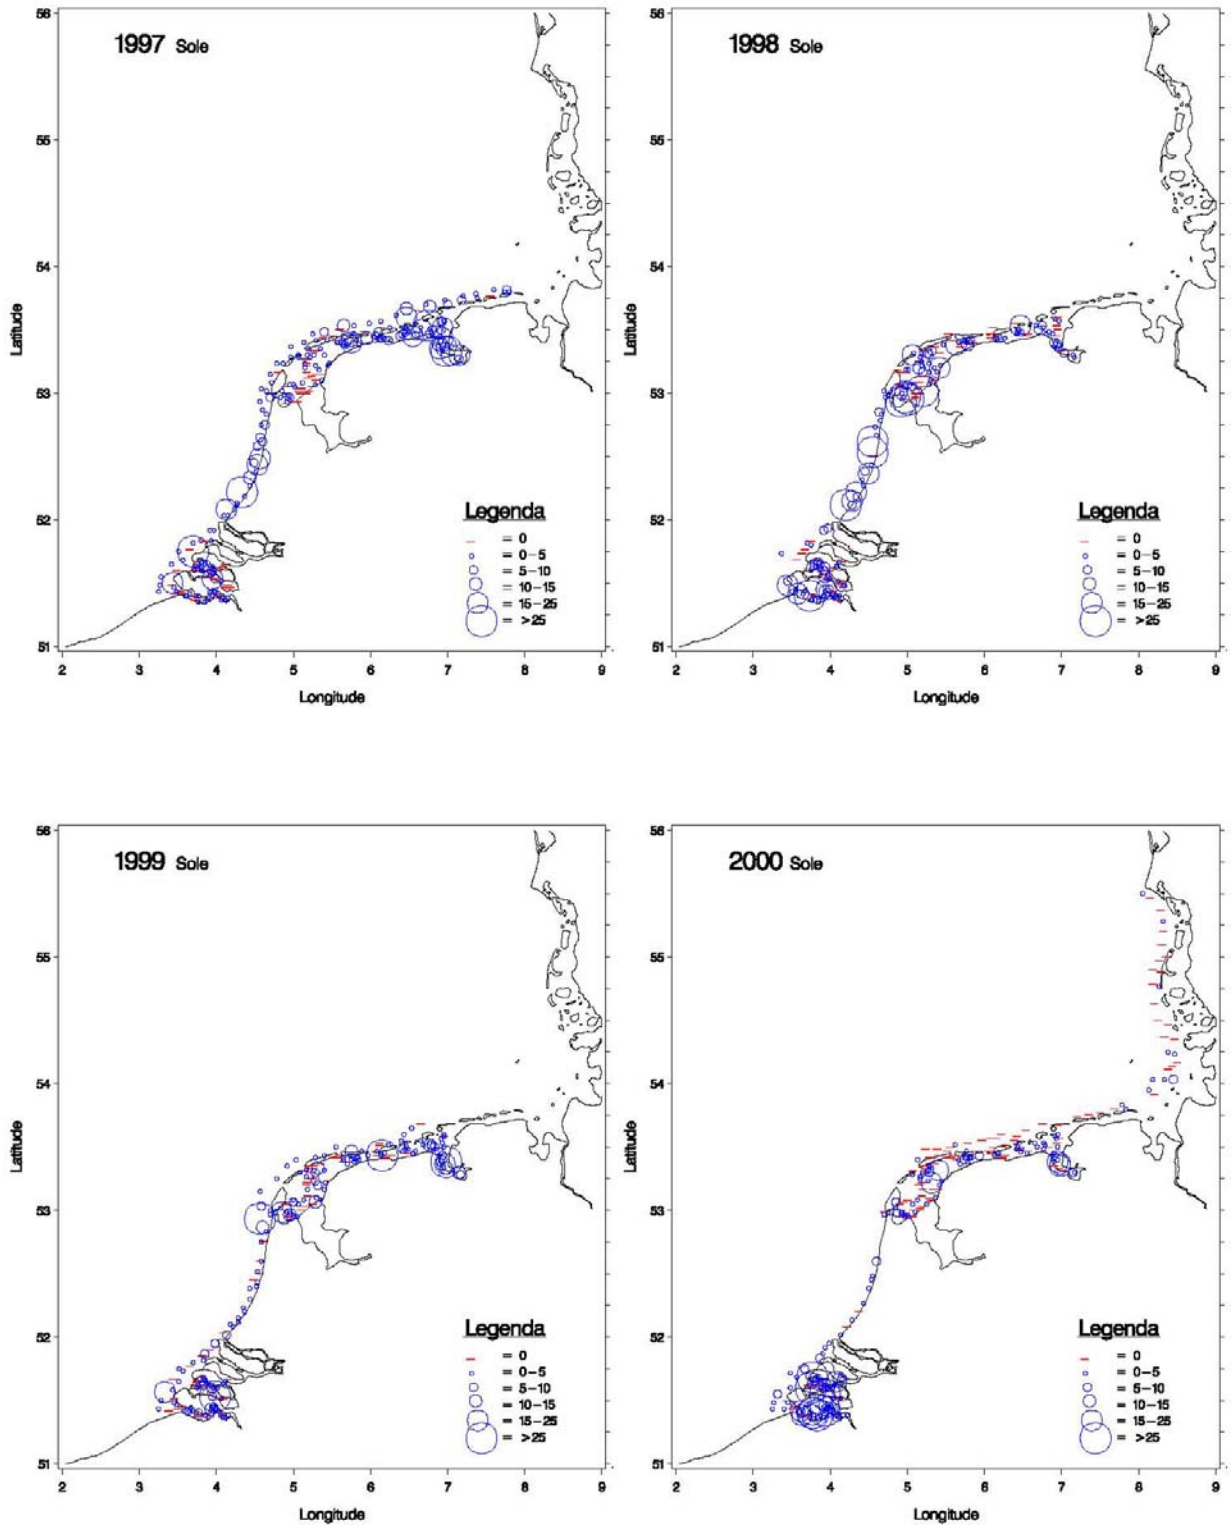 1997 Sole
56
55
54
53
52
51
Latitude
2 3 4 5 6 7 8 9
Longitude
Legenda
= 0
= 0-5
= 5-10
= 10-15
= 15-25
= >25
1998 Sole
56
55
54
53
52
51
Latitude
2 3 4 5 6 7 8 9
Longitude
Legenda
= 0
= 0-5
= 5-10
= 10-15
= 15-25
= >25
1999 Sole
56
55
54
53
52
51
Latitude
2 3 4 5 6 7 8 9
Longitude
Legenda
= 0
= 0-5
= 5-10
= 10-15
= 15-25
= >25
2000 Sole
56
55
54
53
52
51
Latitude
2 3 4 5 6 7 8 9
Longitude
Legenda
= 0
= 0-5
= 5-10
= 10-15
= 15-25
= >25